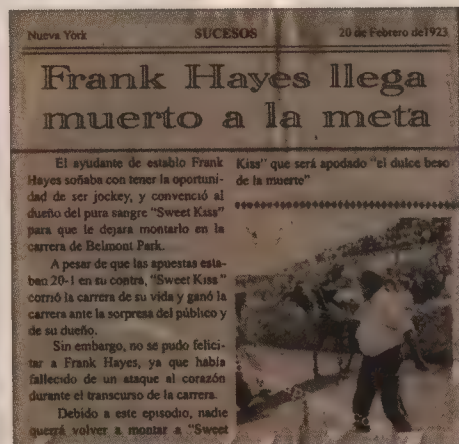 Nueva York
SUCESOS
20 de Febrero de1923
Frank Hayes llega
muerto a la meta
El ayudante de establo Frank
Hayes soñaba con tener la oportuni-
dad de ser jockey, y convenció al
dueño del pura sangre "Sweet Kiss"
para que le dejara montarlo en la
carrera de Belmont Park.
A pesar de que las apuestas esta-
ban 20-1 en su contra, "Sweet Kiss"
corrió la carrera de su vida y ganó la
carrera ante la sorpresa del público y
de su dueño.
Sin embargo, no se pudo felici-
tar a Frank Hayes, ya que había
fallecido de un ataque al corazón
durante el transcurso de la carrera.
Debido a este episodio, nadie
querrá volver a montar a "Sweet
Kiss" que será apodado "el dulce beso
de la muerte"